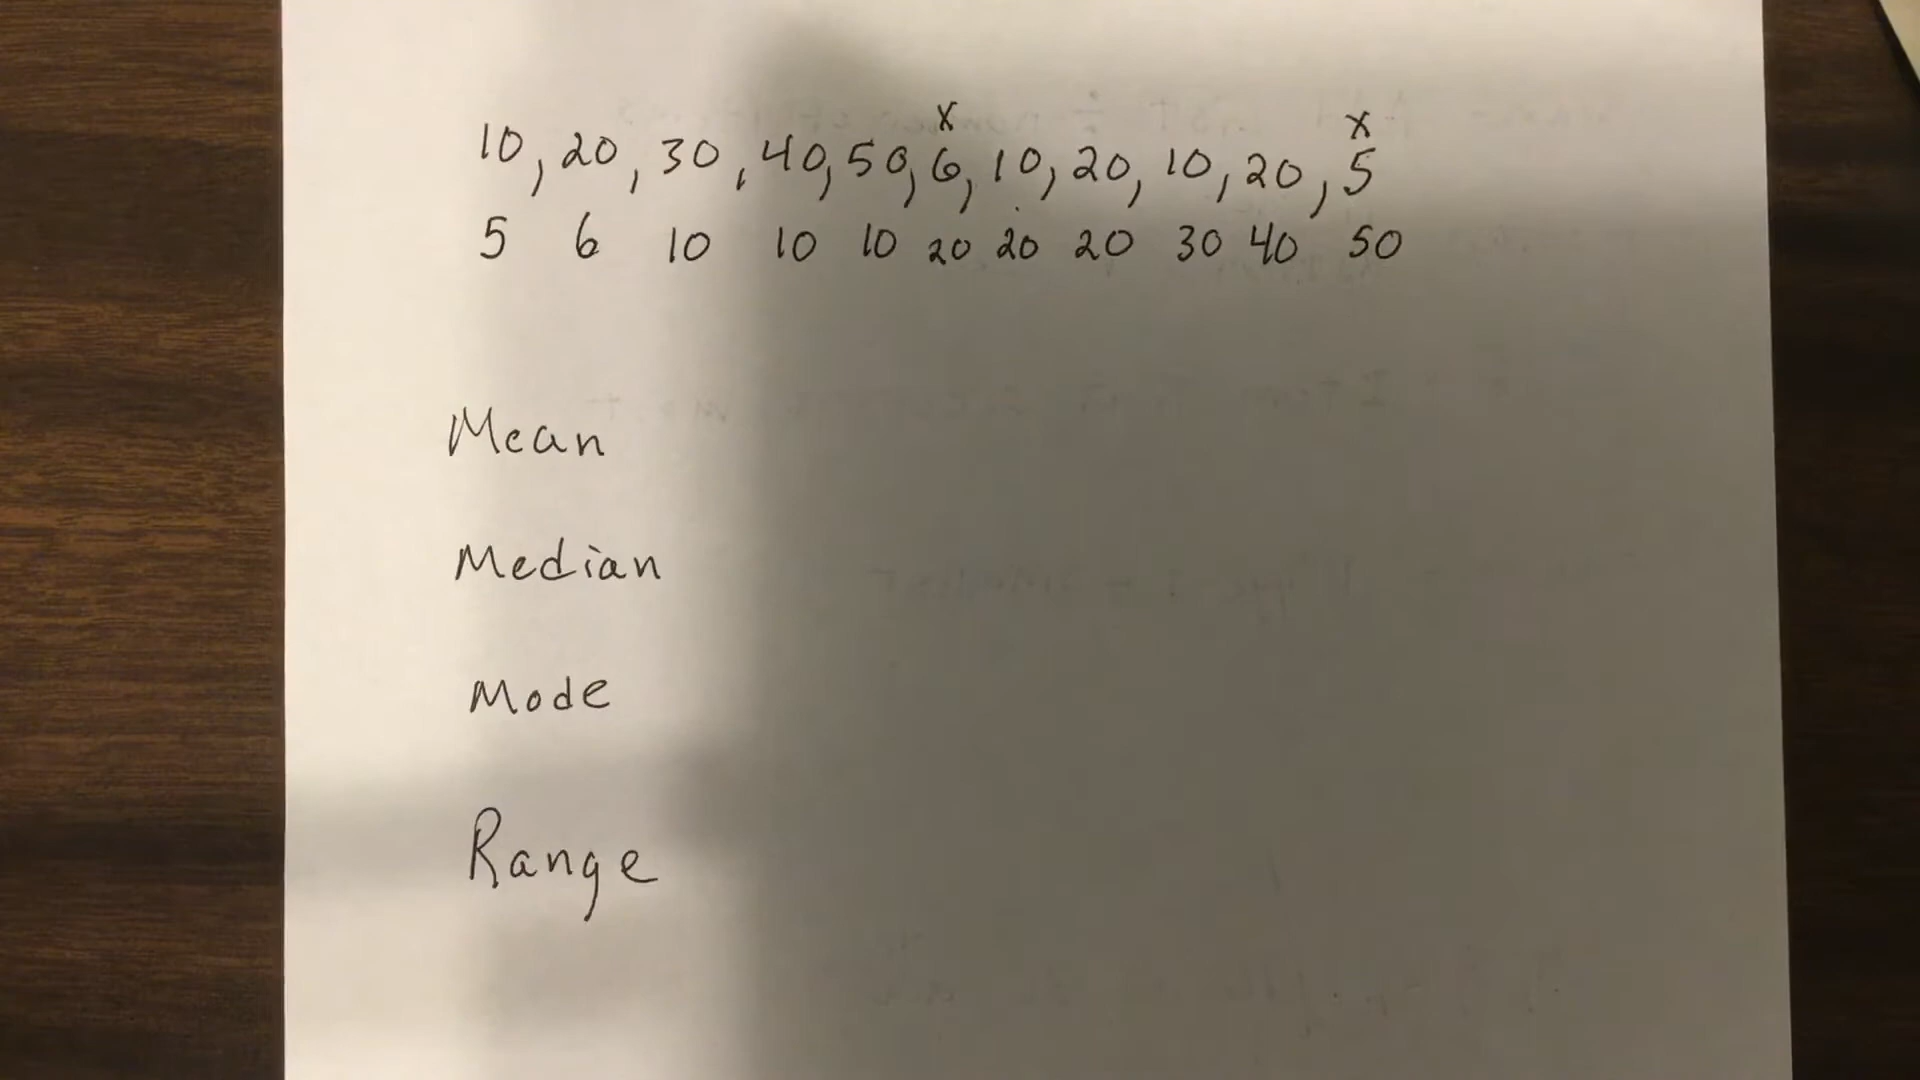 x x
10, 20, 30, 40, 50, 6, 10, 20, 10, 20, 5
5 6 10 10 10 20 20 20 30 40 50
Mean
Median
Mode
Range